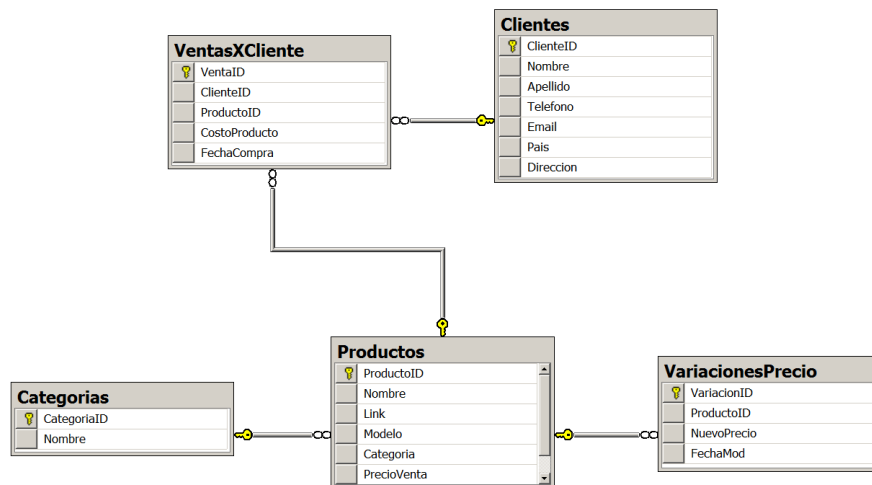 Clientes
ClienteID
Nombre
Apellido
Telefono
Email
Pais
Direccion
VentasXCliente
VentaID
ClienteID
ProductoID
CostoProducto
FechaCompra
Productos
ProductoID
Nombre
Link
Modelo
Categoria
PrecioVenta
Categorias
CategoriaID
Nombre
VariacionesPrecio
VariacionID
ProductoID
NuevoPrecio
FechaMod